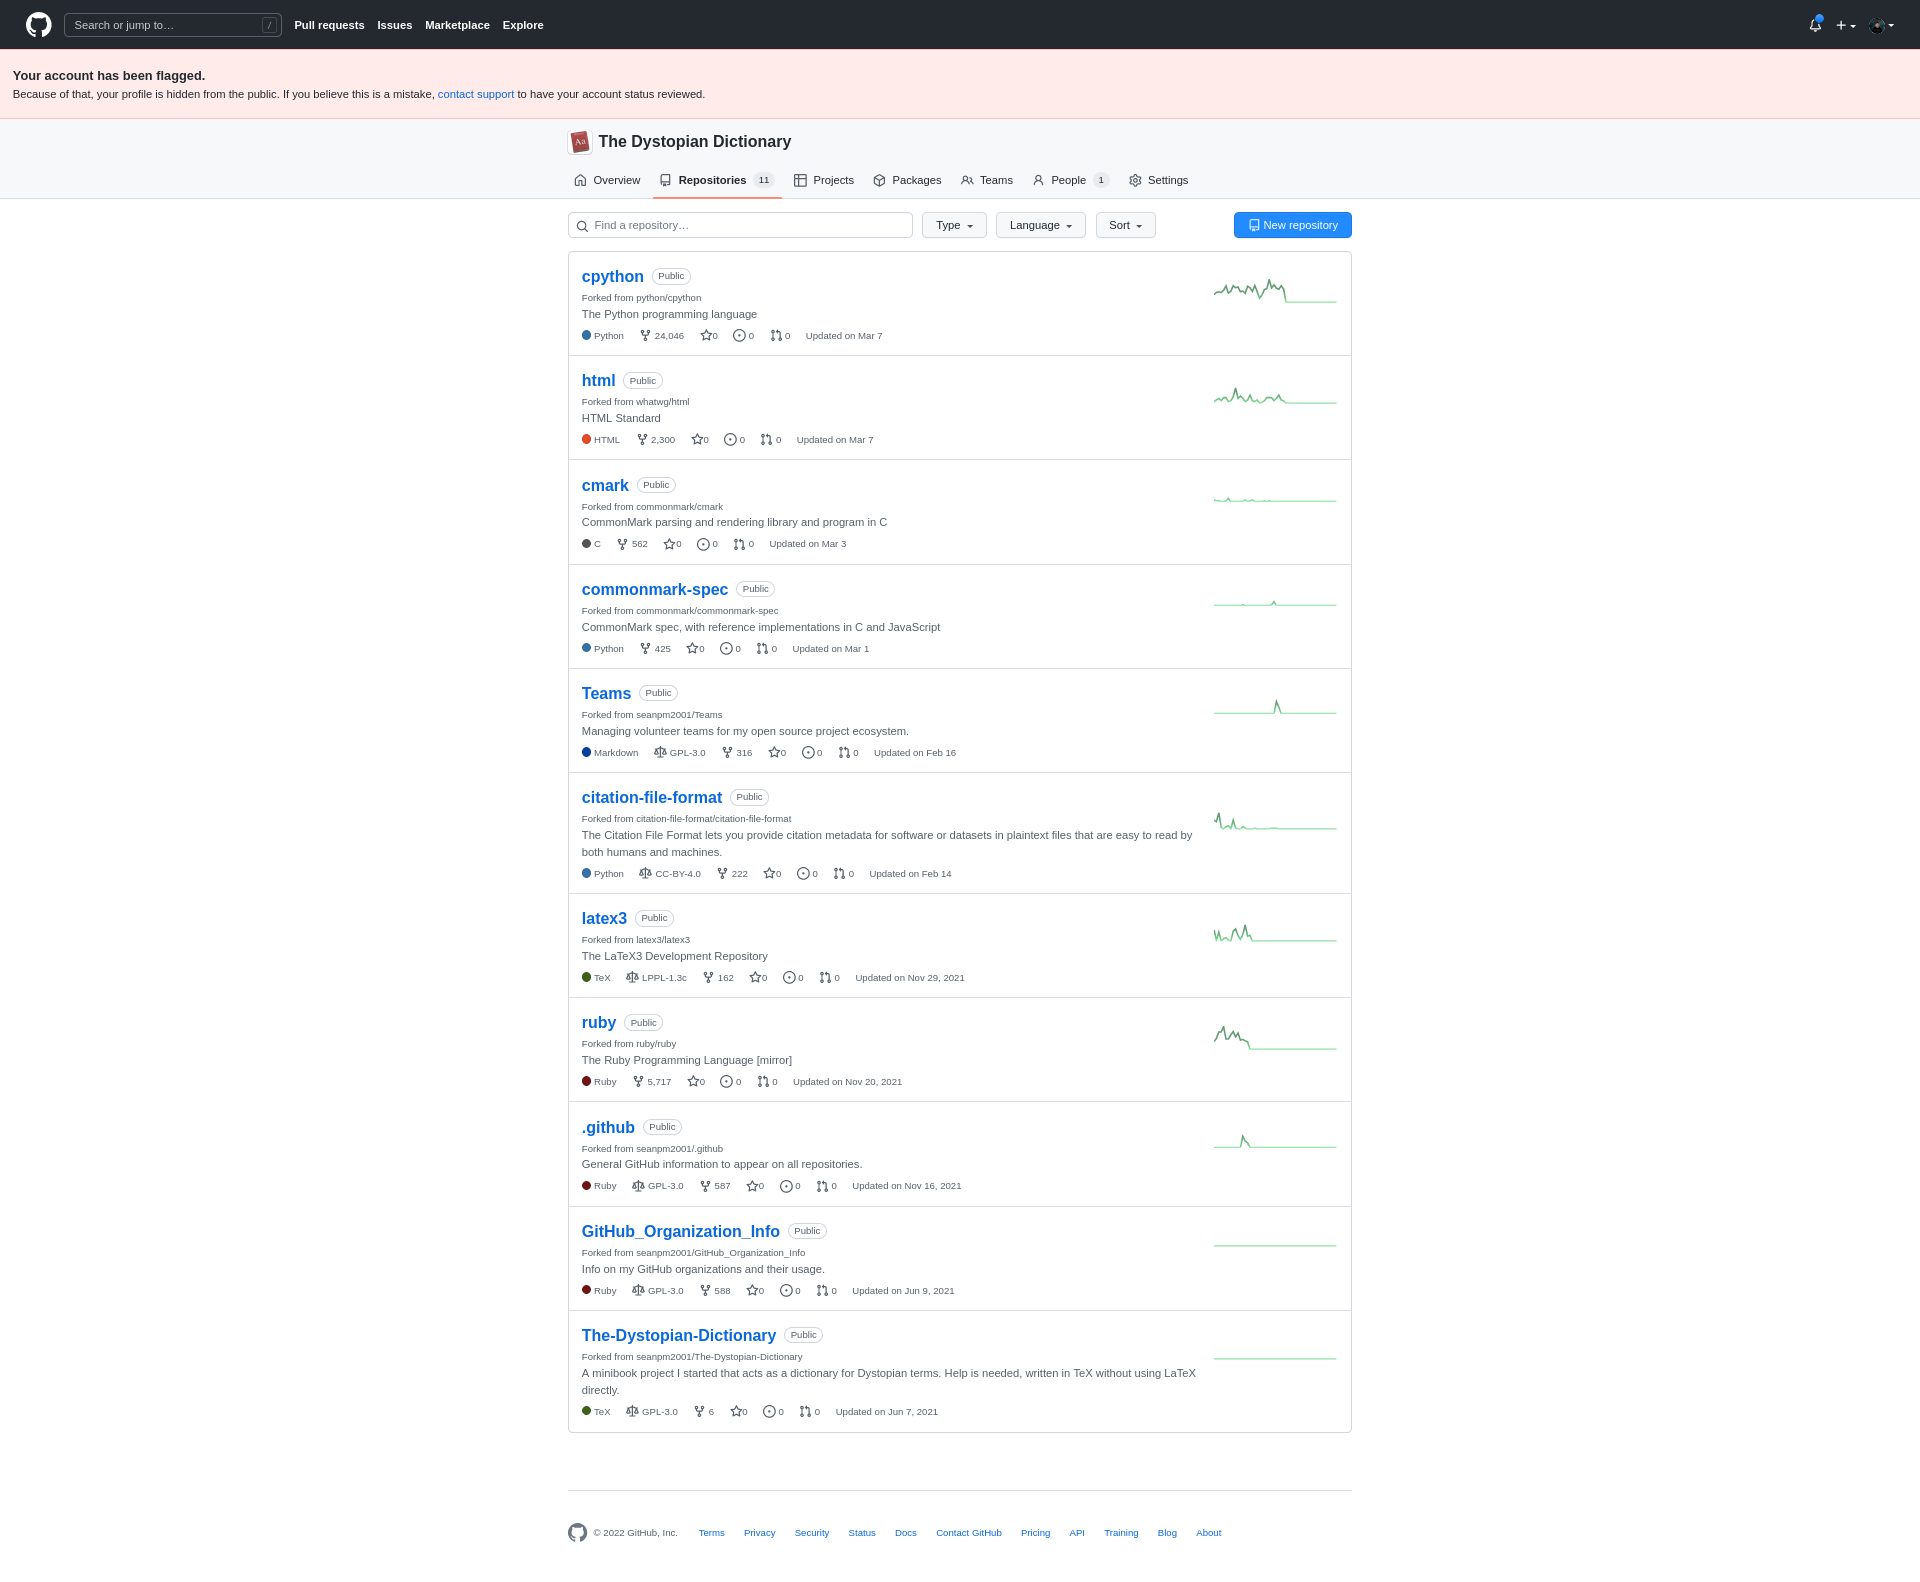 Search or jump to… /
Pull requests Issues Marketplace Explore
Your account has been flagged.
Because of that, your profile is hidden from the public. If you believe this is a mistake, contact support to have your account status reviewed.
Aa The Dystopian Dictionary
Overview Repositories 11 Projects Packages Teams People 1 Settings
Find a repository… Type Language Sort New repository
cpython Public
Forked from python/cpython
The Python programming language
Python 24,046 0 0 0 Updated on Mar 7
html Public
Forked from whatwg/html
HTML Standard
HTML 2,300 0 0 0 Updated on Mar 7
cmark Public
Forked from commonmark/cmark
CommonMark parsing and rendering library and program in C
C 562 0 0 0 Updated on Mar 3
commonmark-spec Public
Forked from commonmark/commonmark-spec
CommonMark spec, with reference implementations in C and JavaScript
Python 425 0 0 0 Updated on Mar 1
Teams Public
Forked from seanpm2001/Teams
Managing volunteer teams for my open source project ecosystem.
Markdown GPL-3.0 316 0 0 0 Updated on Feb 16
citation-file-format Public
Forked from citation-file-format/citation-file-format
The Citation File Format lets you provide citation metadata for software or datasets in plaintext files that are easy to read by
both humans and machines.
Python CC-BY-4.0 222 0 0 0 Updated on Feb 14
latex3 Public
Forked from latex3/latex3
The LaTeX3 Development Repository
TeX LPPL-1.3c 162 0 0 0 Updated on Nov 29, 2021
ruby Public
Forked from ruby/ruby
The Ruby Programming Language [mirror]
Ruby 5,717 0 0 0 Updated on Nov 20, 2021
.github Public
Forked from seanpm2001/.github
General GitHub information to appear on all repositories.
Ruby GPL-3.0 587 0 0 0 Updated on Nov 16, 2021
GitHub_Organization_Info Public
Forked from seanpm2001/GitHub_Organization_Info
Info on my GitHub organizations and their usage.
Ruby GPL-3.0 588 0 0 0 Updated on Jun 9, 2021
The-Dystopian-Dictionary Public
Forked from seanpm2001/The-Dystopian-Dictionary
A minibook project I started that acts as a dictionary for Dystopian terms. Help is needed, written in TeX without using LaTeX
directly.
TeX GPL-3.0 6 0 0 0 Updated on Jun 7, 2021
© 2022 GitHub, Inc. Terms Privacy Security Status Docs Contact GitHub Pricing API Training Blog About